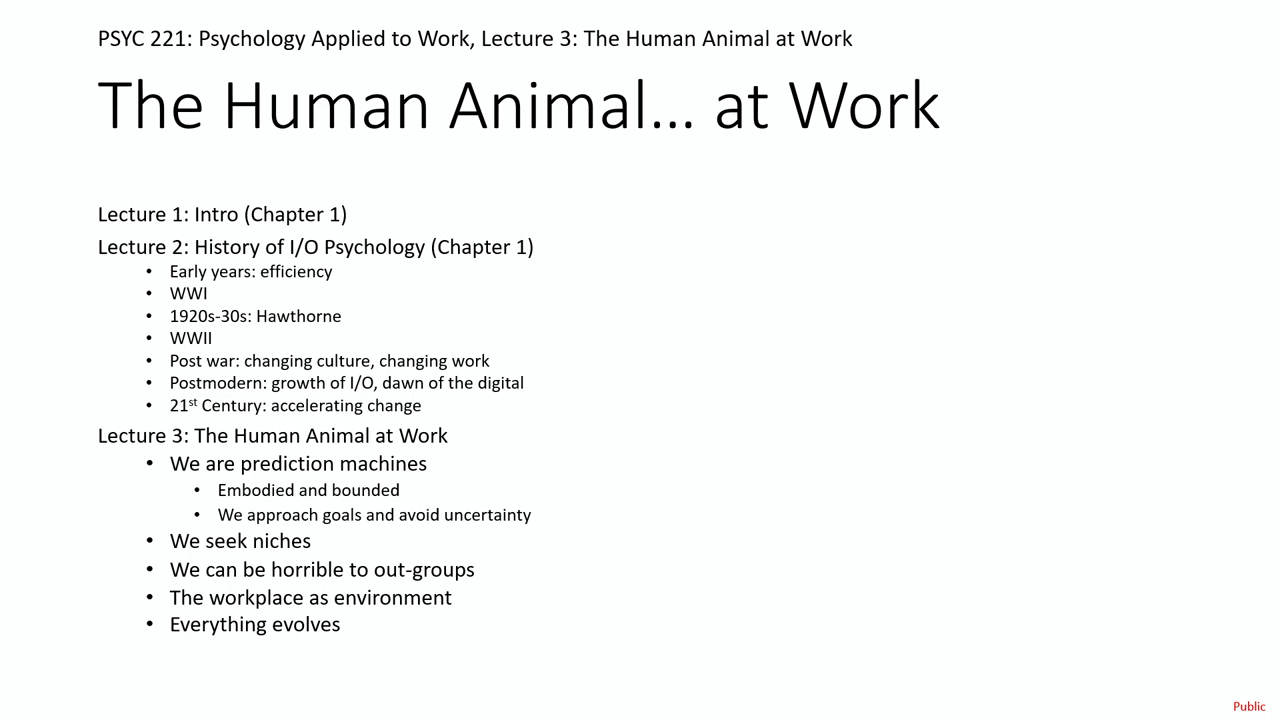 PSYC 221: Psychology Applied to Work, Lecture 3: The Human Animal at Work
The Human Animal... at Work
Lecture 1: Intro (Chapter 1)
Lecture 2: History of I/O Psychology (Chapter 1)
• Early years: efficiency
• WWI
• 1920s-30s: Hawthorne
• WWII
• Post war: changing culture, changing work
• Postmodern: growth of I/O, dawn of the digital
• 21st Century: accelerating change
Lecture 3: The Human Animal at Work
• We are prediction machines
• Embodied and bounded
• We approach goals and avoid uncertainty
• We seek niches
• We can be horrible to out-groups
• The workplace as environment
• Everything evolves
Public